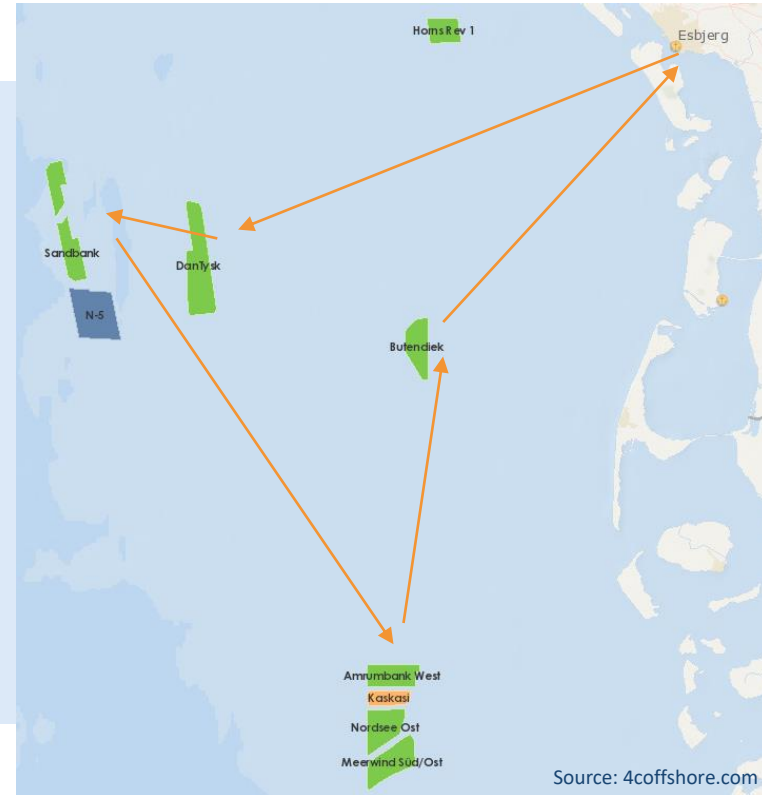 Horns Rev 1
Esbjerg
Sandbank
DanTysk
N-5
Butendiek
Amrumbank West
Kaskasi
Nordsee Ost
Meerwind Süd/Ost
Source: 4coffshore.com